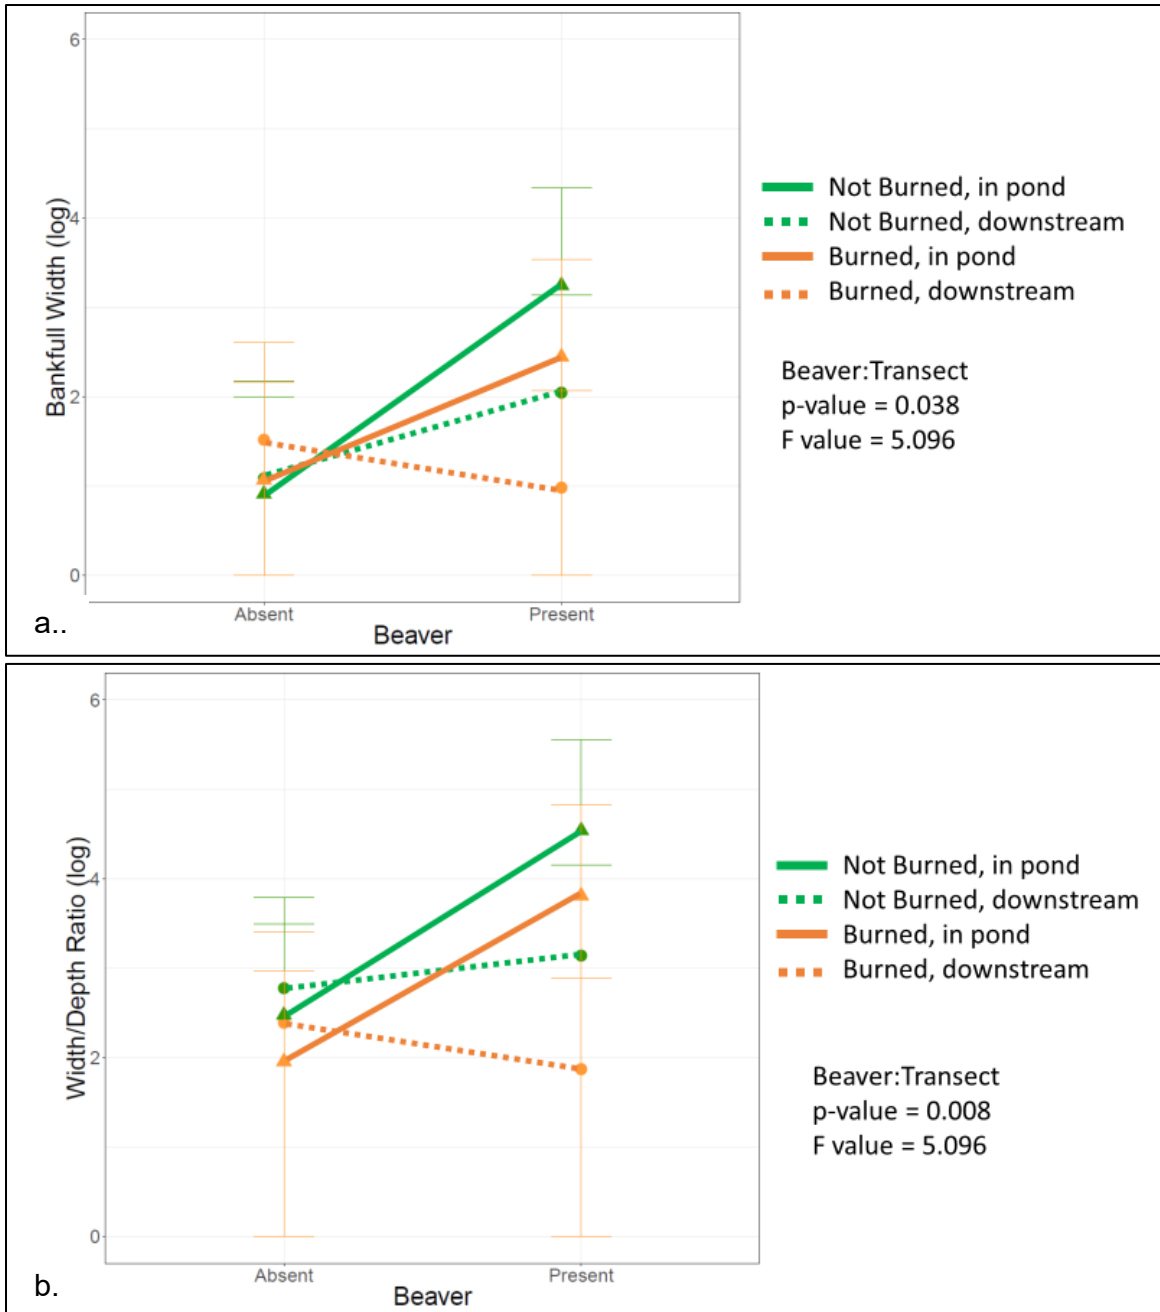 6
4
2
0
Bankfull Width (log)
Absent
Present
Beaver
a..
Not Burned, in pond
Not Burned, downstream
Burned, in pond
Burned, downstream
Beaver:Transect
p-value = 0.038
F value = 5.096
6
4
2
0
Width/Depth Ratio (log)
Absent
Present
Beaver
b.
Not Burned, in pond
Not Burned, downstream
Burned, in pond
Burned, downstream
Beaver:Transect
p-value = 0.008
F value = 5.096